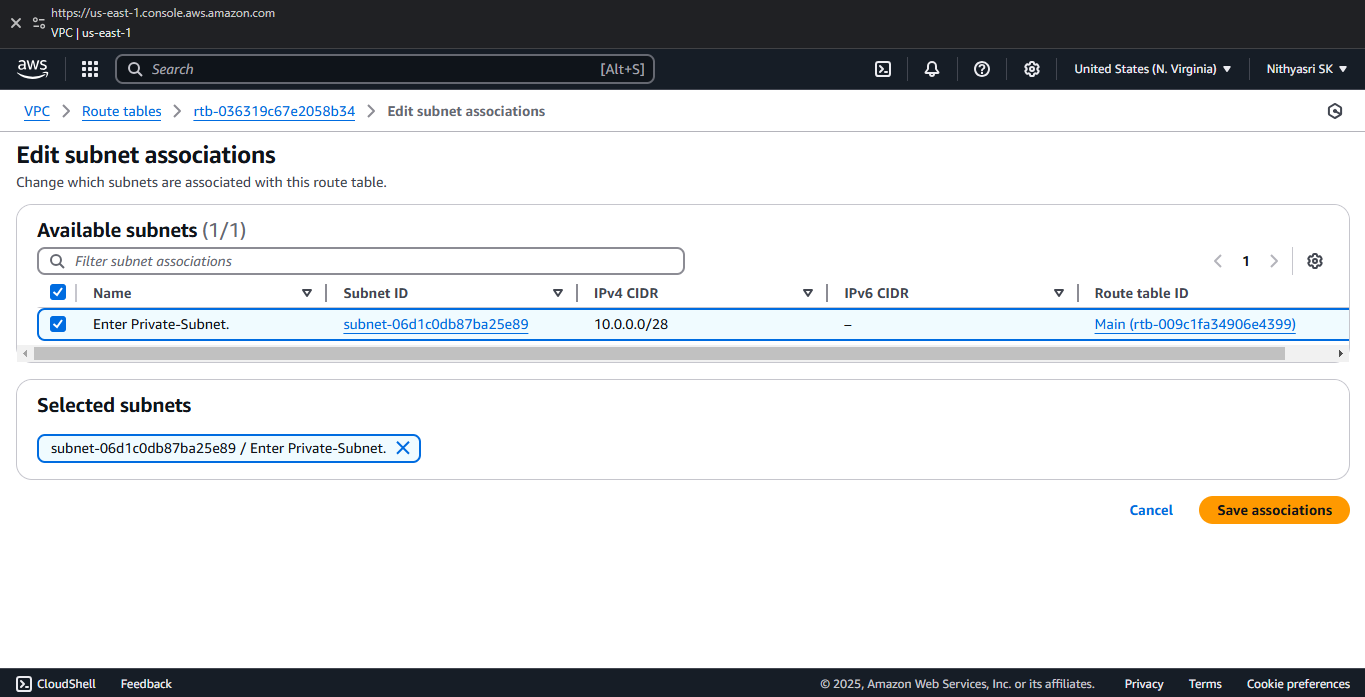 https://us-east-1.console.aws.amazon.com
VPC | us-east-1
aws Search [Alt+S] United States (N. Virginia) Nithyasri SK
VPC Route tables rtb-036319c67e2058b34 Edit subnet associations
Edit subnet associations
Change which subnets are associated with this route table.
Available subnets (1/1)
Filter subnet associations 1
Name Subnet ID IPv4 CIDR IPv6 CIDR Route table ID
Enter Private-Subnet. subnet-06d1c0db87ba25e89 10.0.0.0/28 – Main (rtb-009c1fa34906e4399)
Selected subnets
subnet-06d1c0db87ba25e89 / Enter Private-Subnet.
Cancel Save associations
CloudShell Feedback © 2025, Amazon Web Services, Inc. or its affiliates. Privacy Terms Cookie preferences